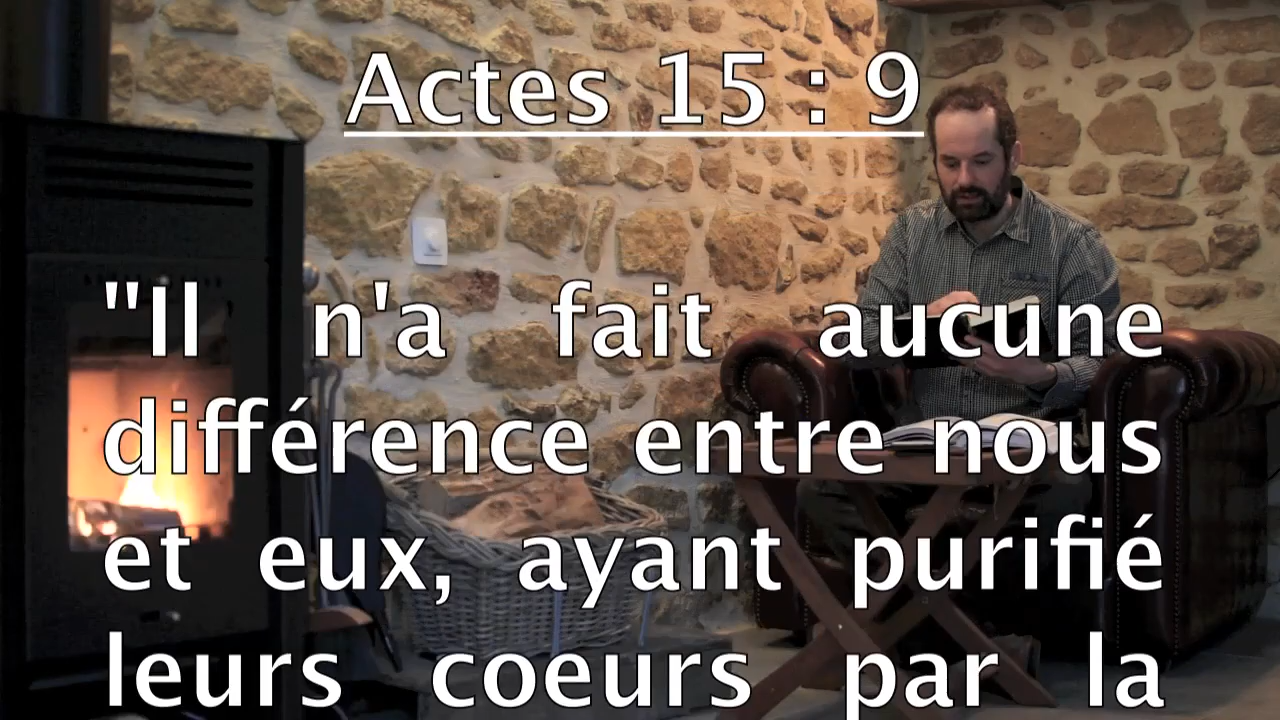 Actes 15 : 9
"Il n'a fait aucune
différence entre nous
et eux, ayant purifié
leurs coeurs par la